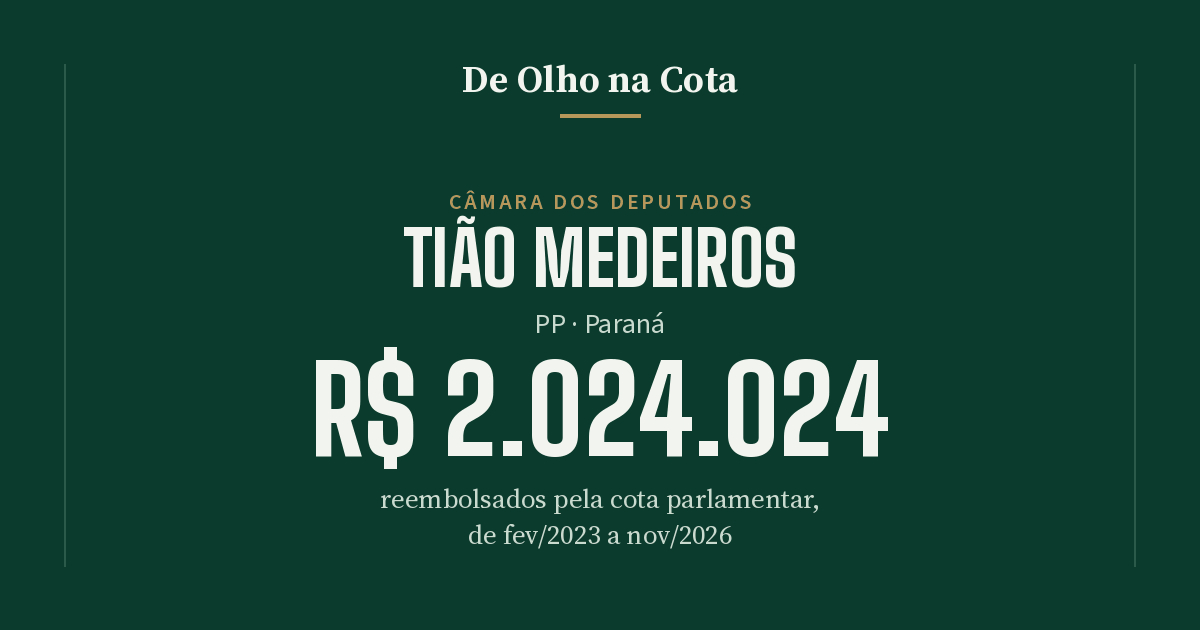 De Olho na Cota
CÂMARA DOS DEPUTADOS
TIÃO MEDEIROS
PP · Paraná
R$ 2.024.024
reembolsados pela cota parlamentar,
de fev/2023 a nov/2026